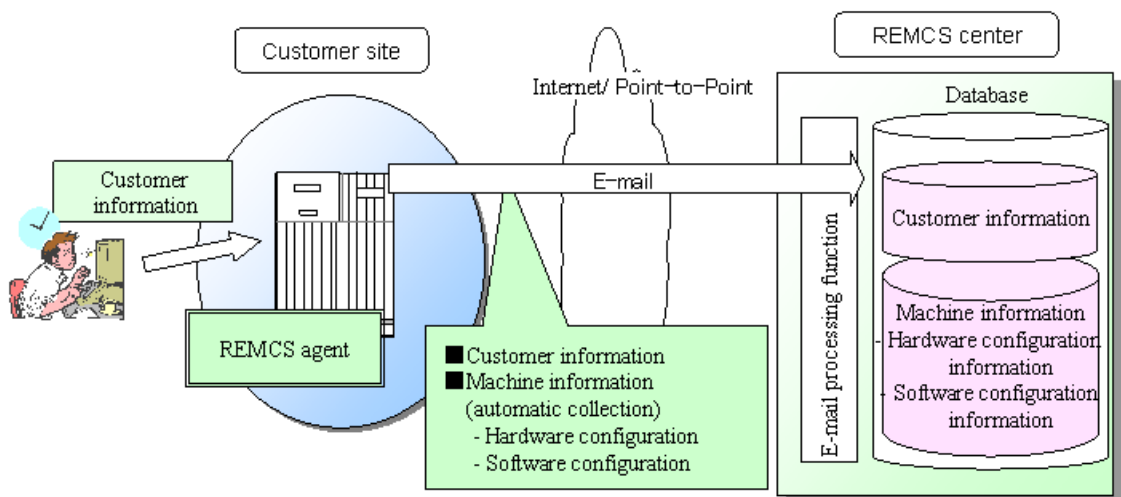 Customer site
REMCS center
Internet/ Point-to-Point
Database
Customer
information
E-mail
E-mail processing function
Customer information
REMCS agent
■Customer information
■Machine information
(automatic collection)
- Hardware configuration
- Software configuration
Machine information
- Hardware configuration
information
- Software configuration
information